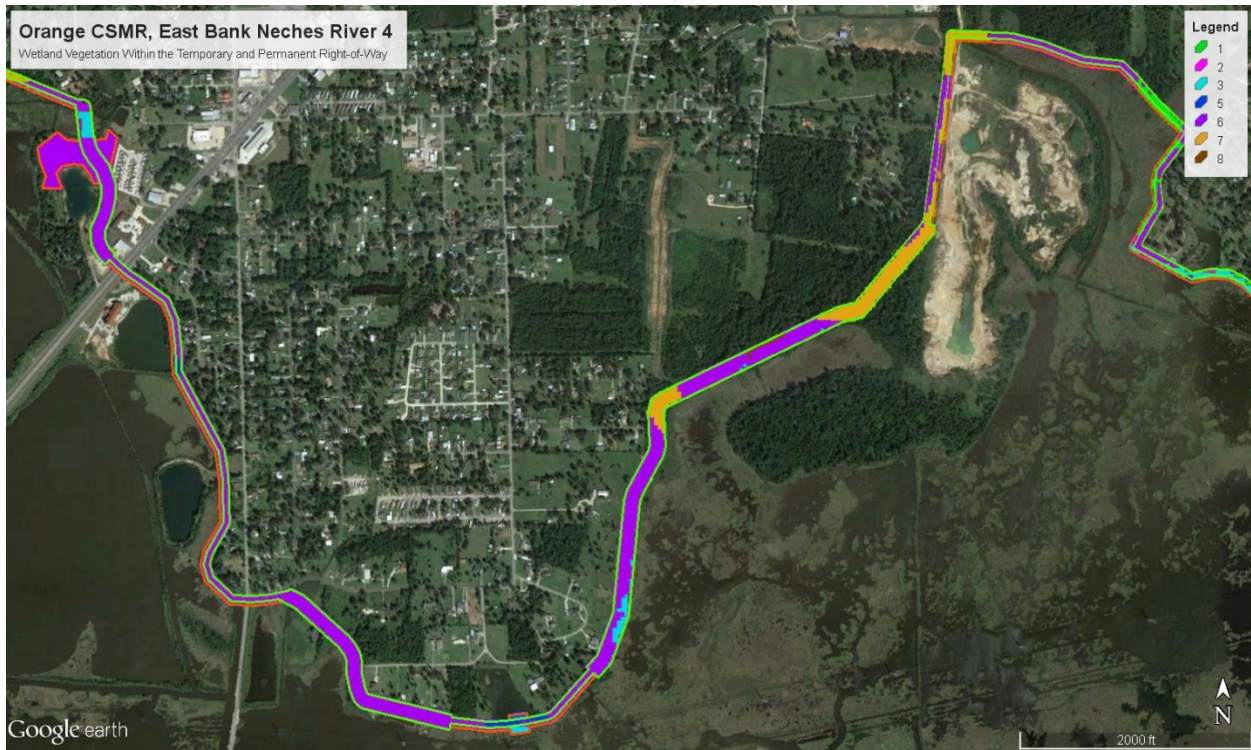 Orange CSMR, East Bank Neches River 4
Wetland Vegetation Within the Temporary and Permanent Right-of-Way
Legend
1
2
3
5
6
7
8
N
Google earth
2000 ft